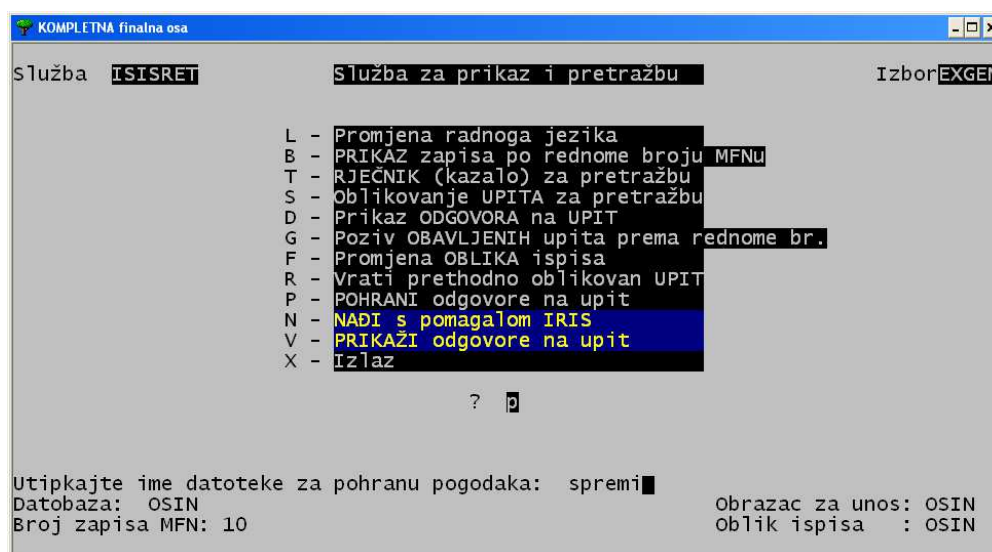 KOMPLETNA finalna osa
Služba ISISRET Služba za prikaz i pretražbu IzborEXGEN
L - Promjena radnoga jezika
B - PRIKAZ zapisa po rednome broju MFNu
T - RJEČNIK (kazalo) za pretražbu
S - Oblikovanje UPITA za pretražbu
D - Prikaz ODGOVORA na UPIT
G - Poziv OBAVLJENIH upita prema rednome br.
F - Promjena OBLIKA ispisa
R - Vrati prethodno oblikovan UPIT
P - POHRANI odgovore na upit
N - NAĐI s pomagalom IRIS
V - PRIKAŽI odgovore na upit
X - Izlaz
? p
Utipkajte ime datoteke za pohranu pogodaka: spremi
Datobaza: OSIN Obrazac za unos: OSIN
Broj zapisa MFN: 10 Oblik ispisa : OSIN